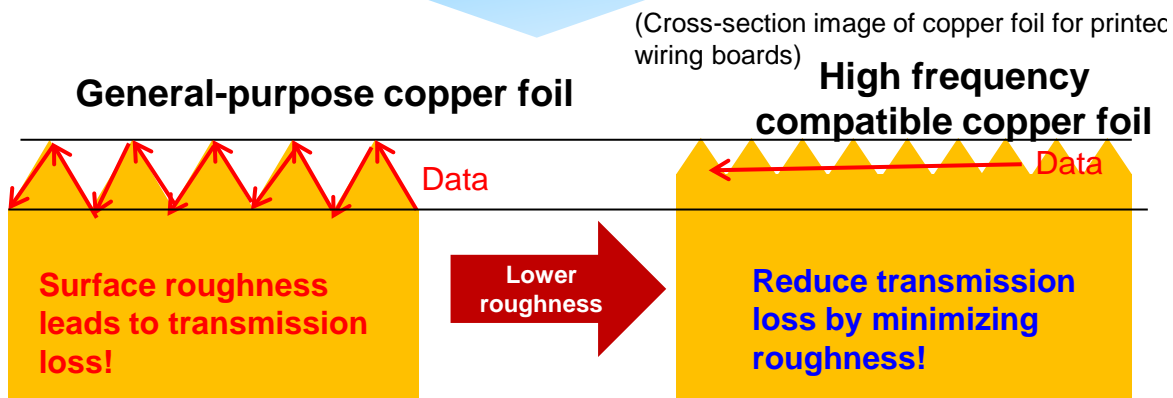 (Cross-section image of copper foil for printed
wiring boards)
General-purpose copper foil
High frequency
compatible copper foil
Data
Data
Surface roughness
leads to transmission
loss!
Lower
roughness
Reduce transmission
loss by minimizing
roughness!